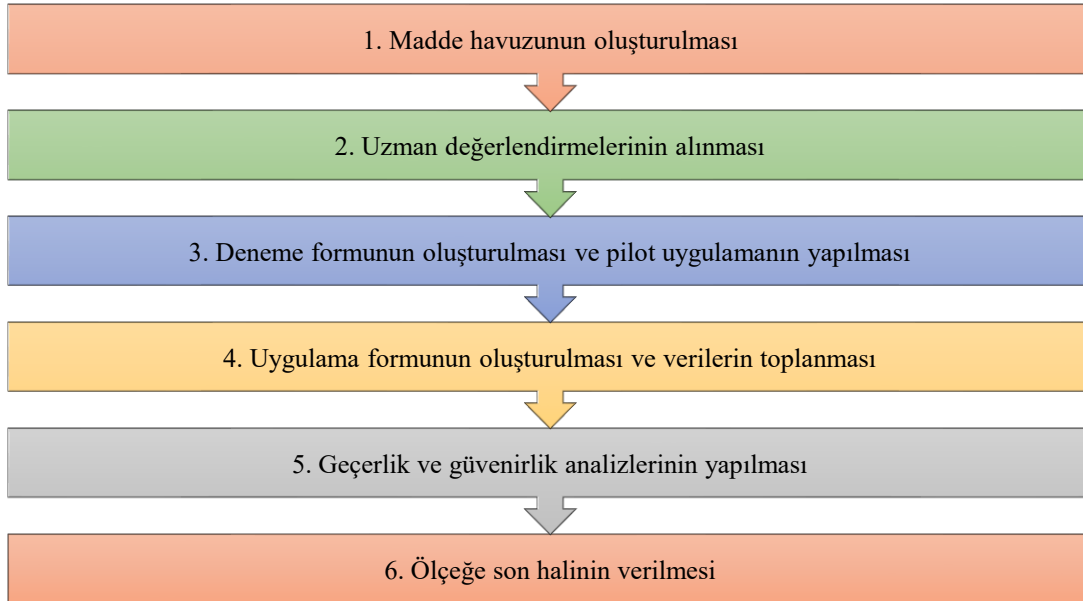 1. Madde havuzunun oluşturulması
2. Uzman değerlendirmelerinin alınması
3. Deneme formunun oluşturulması ve pilot uygulamanın yapılması
4. Uygulama formunun oluşturulması ve verilerin toplanması
5. Geçerlik ve güvenirlik analizlerinin yapılması
6. Ölçeğe son halinin verilmesi